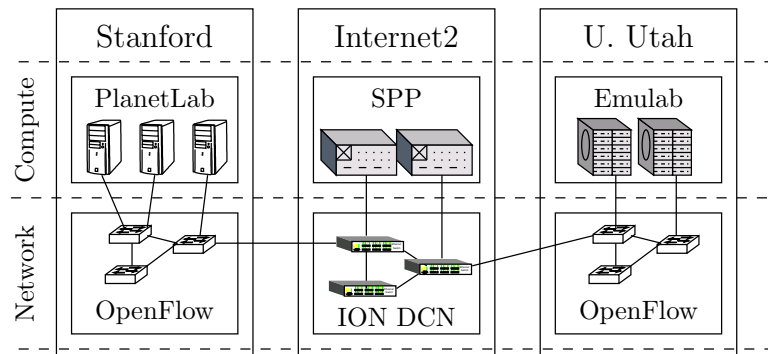 Stanford
Internet2
U. Utah
Compute
PlanetLab
SPP
Emulab
Network
OpenFlow
ION DCN
OpenFlow